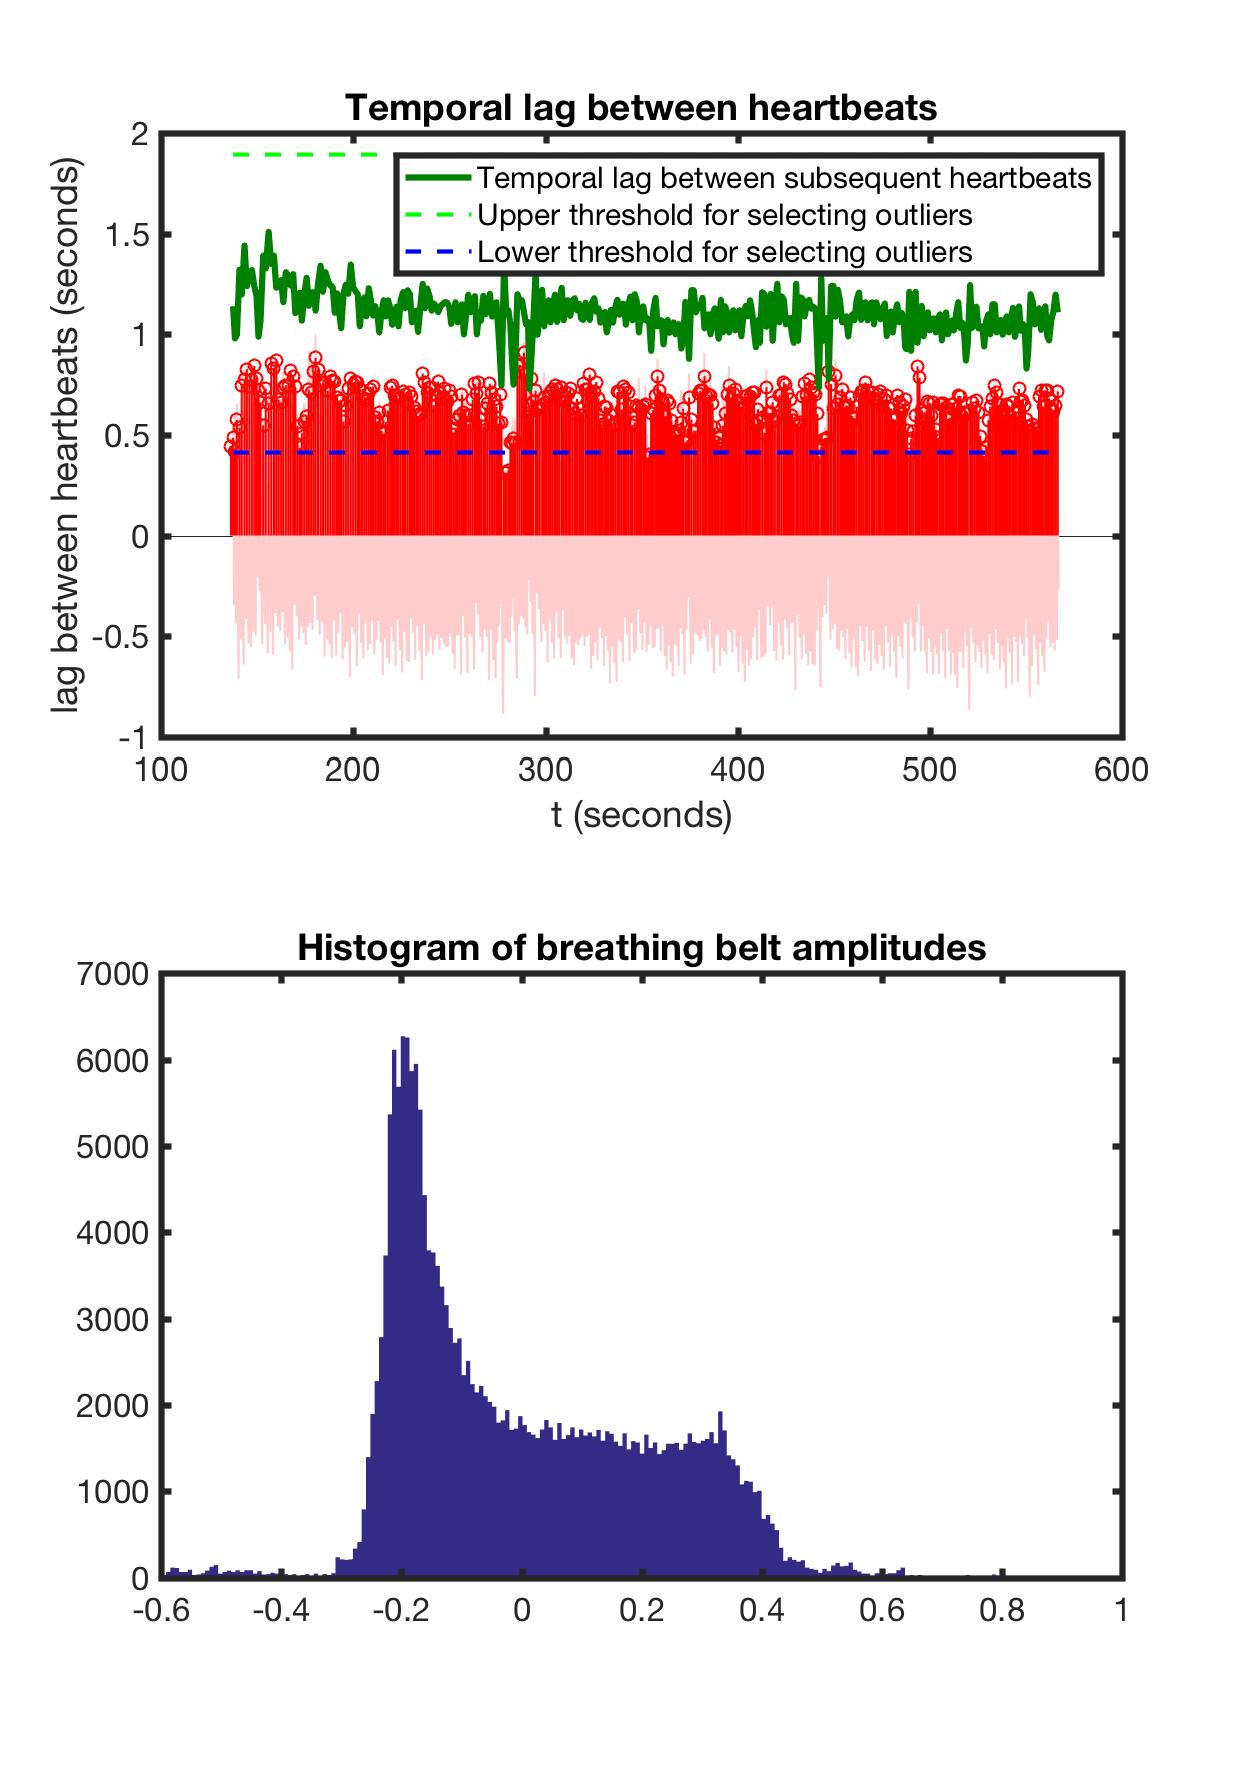 Temporal lag between heartbeats
2
1.5
1
0.5
0
-0.5
-1
lag between heartbeats (seconds)
Temporal lag between subsequent heartbeats
Upper threshold for selecting outliers
Lower threshold for selecting outliers
100 200 300 400 500 600
t (seconds)
Histogram of breathing belt amplitudes
7000
6000
5000
4000
3000
2000
1000
0
-0.6 -0.4 -0.2 0 0.2 0.4 0.6 0.8 1